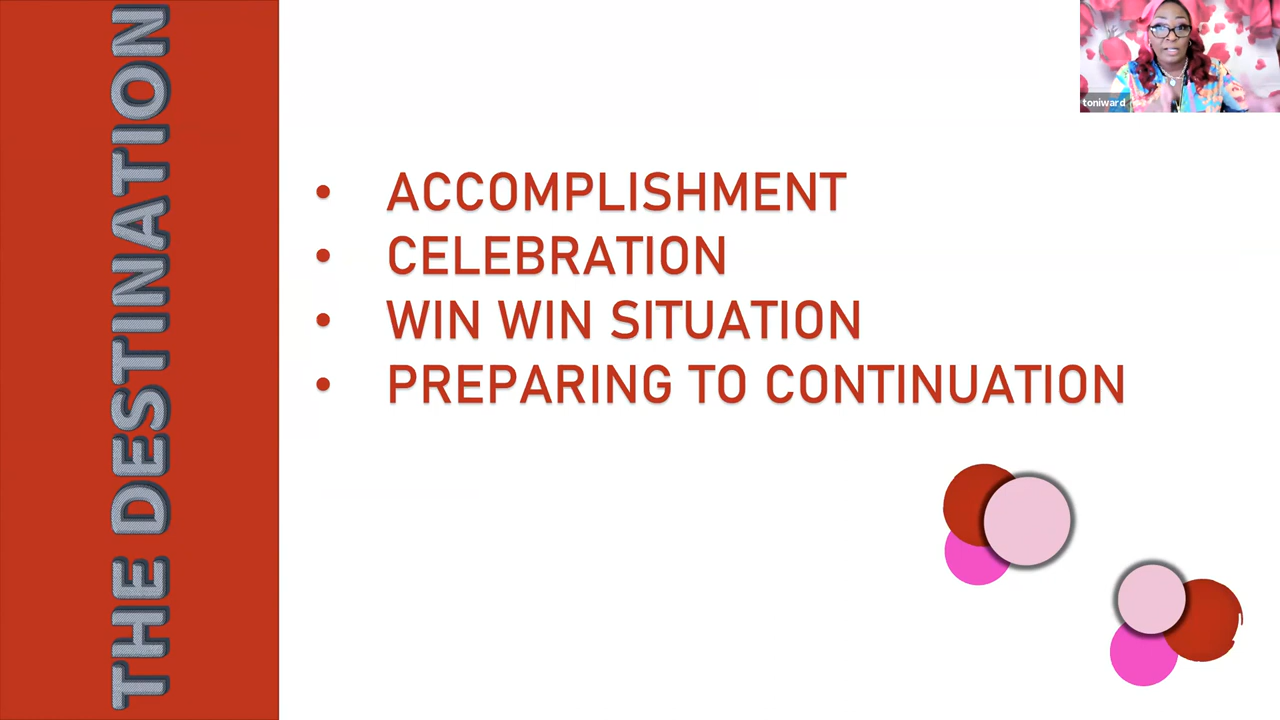 THE DESTINATION
• ACCOMPLISHMENT
• CELEBRATION
• WIN WIN SITUATION
• PREPARING TO CONTINUATION
toniward